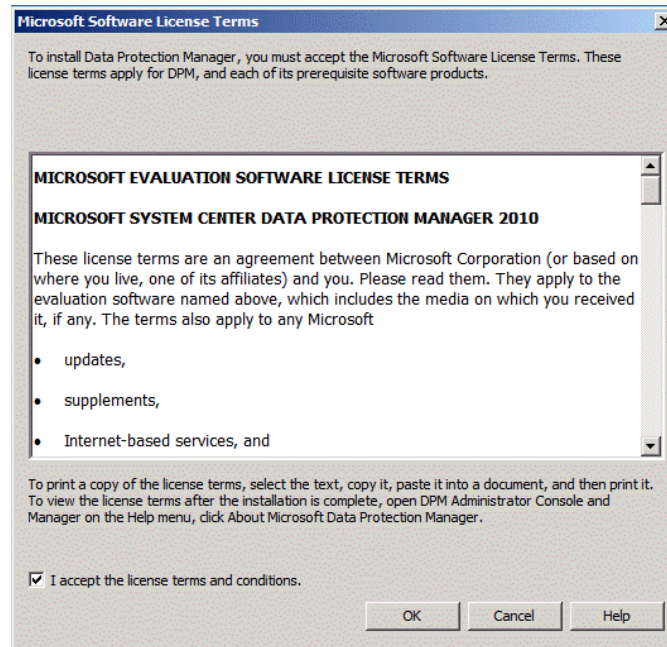 Microsoft Software License Terms
To install Data Protection Manager, you must accept the Microsoft Software License Terms. These
license terms apply for DPM, and each of its prerequisite software products.
MICROSOFT EVALUATION SOFTWARE LICENSE TERMS
MICROSOFT SYSTEM CENTER DATA PROTECTION MANAGER 2010
These license terms are an agreement between Microsoft Corporation (or based on
where you live, one of its affiliates) and you. Please read them. They apply to the
evaluation software named above, which includes the media on which you received
it, if any. The terms also apply to any Microsoft
• updates,
• supplements,
• Internet-based services, and
To print a copy of the license terms, select the text, copy it, paste it into a document, and then print it.
To view the license terms after the installation is complete, open DPM Administrator Console and
Manager on the Help menu, click About Microsoft Data Protection Manager.
I accept the license terms and conditions.
OK Cancel Help